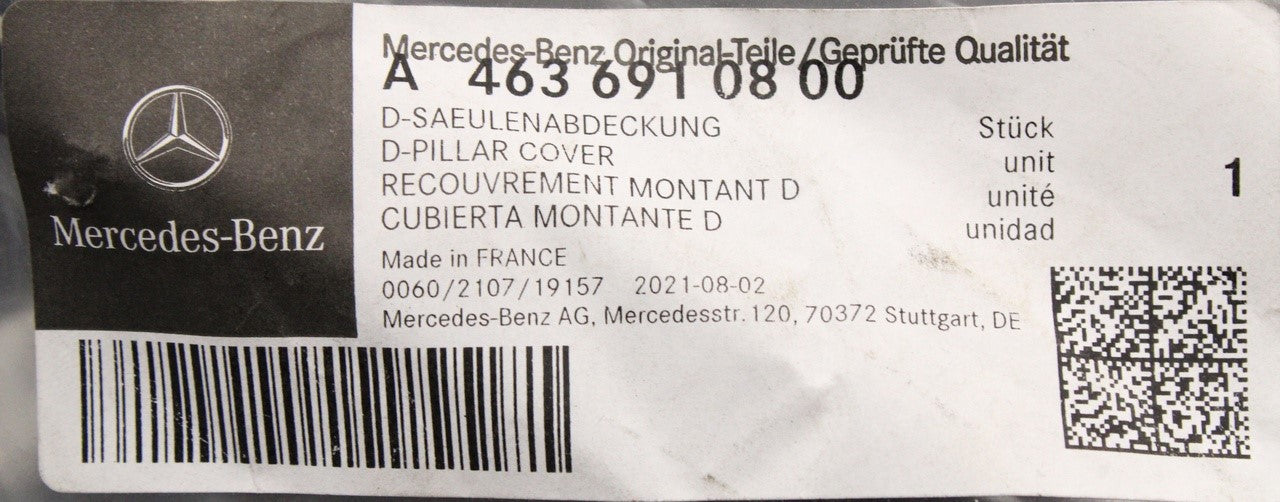 Mercedes-Benz
Mercedes-Benz Original-Teile/Geprüfte Qualität
A 463 691 08 00
D-SAEULENABDECKUNG
D-PILLAR COVER
RECOUVREMENT MONTANT D
CUBIERTA MONTANTE D
Stück
unit
unité
unidad
1
Made in FRANCE
0060/2107/19157 2021-08-02
Mercedes-Benz AG, Mercedesstr. 120, 70372 Stuttgart, DE